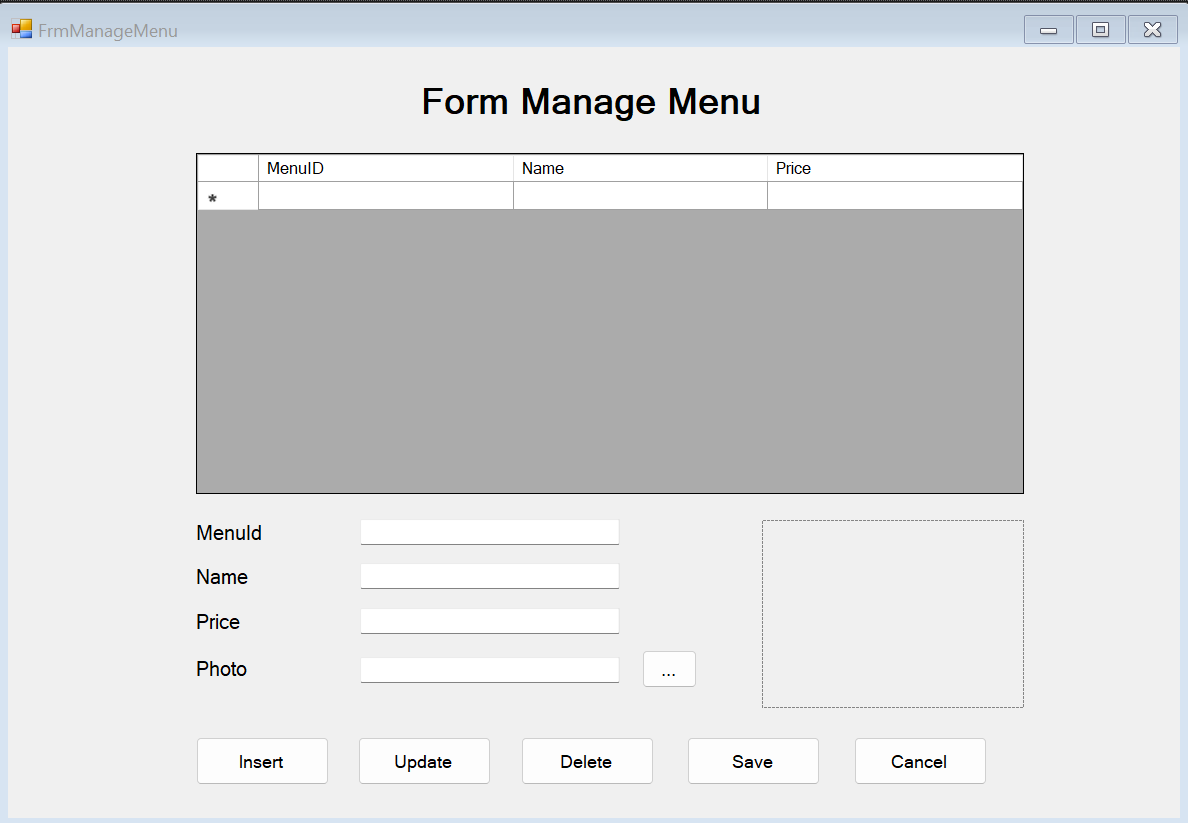 FrmManageMenu
Form Manage Menu
MenuID Name Price
*
MenuId
Name
Price
Photo ...
Insert Update Delete Save Cancel